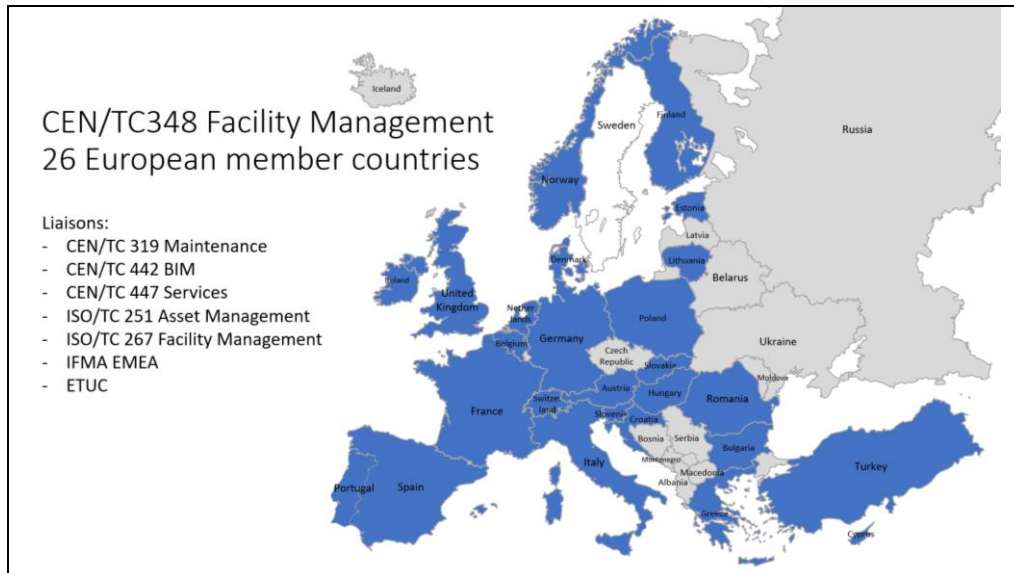 CEN/TC348 Facility Management
26 European member countries
Liaisons:
- CEN/TC 319 Maintenance
- CEN/TC 442 BIM
- CEN/TC 447 Services
- ISO/TC 251 Asset Management
- ISO/TC 267 Facility Management
- IFMA EMEA
- ETUC
Iceland
Sweden
Finland
Russia
Norway
Estonia
Latvia
Denmark
Lithuania
Belarus
Ireland
United
Kingdom
Nether
lands
Belgium
Germany
Poland
Czech
Republic
Ukraine
Slovakia
Moldova
France
Switze
land
Austria
Hungary
Romania
Slovenia
Croatia
Bosnia
Serbia
Italy
Montenegro
Bulgaria
Macedonia
Albania
Portugal
Spain
Greece
Turkey
Cyprus